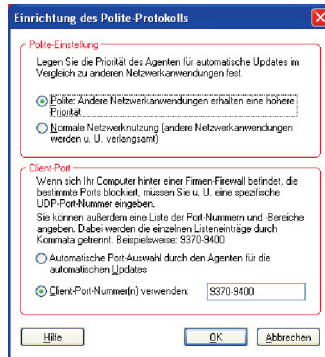 Einrichtung des Polite-Protokolls
Polite-Einstellung
Legen Sie die Priorität des Agenten für automatische Updates im
Vergleich zu anderen Netzwerkanwendungen fest.
Polite: Andere Netzwerkanwendungen erhalten eine höhere
Priorität
Normale Netzwerknutzung (andere Netzwerkanwendungen
werden u. U. verlangsamt)
Client-Port
Wenn sich Ihr Computer hinter einer Firmen-Firewall befindet, die
bestimmte Ports blockiert, müssen Sie u. U. eine spezifische
UDP-Port-Nummer eingeben.
Sie können außerdem eine Liste der Port-Nummern und -Bereiche
angeben. Dabei werden die einzelnen Listeneinträge durch
Kommata getrennt. Beispielsweise: 9370-9400
Automatische Port-Auswahl durch den Agenten für die
automatischen Updates
Client-Port-Nummer(n) verwenden: 9370-9400
Hilfe OK Abbrechen